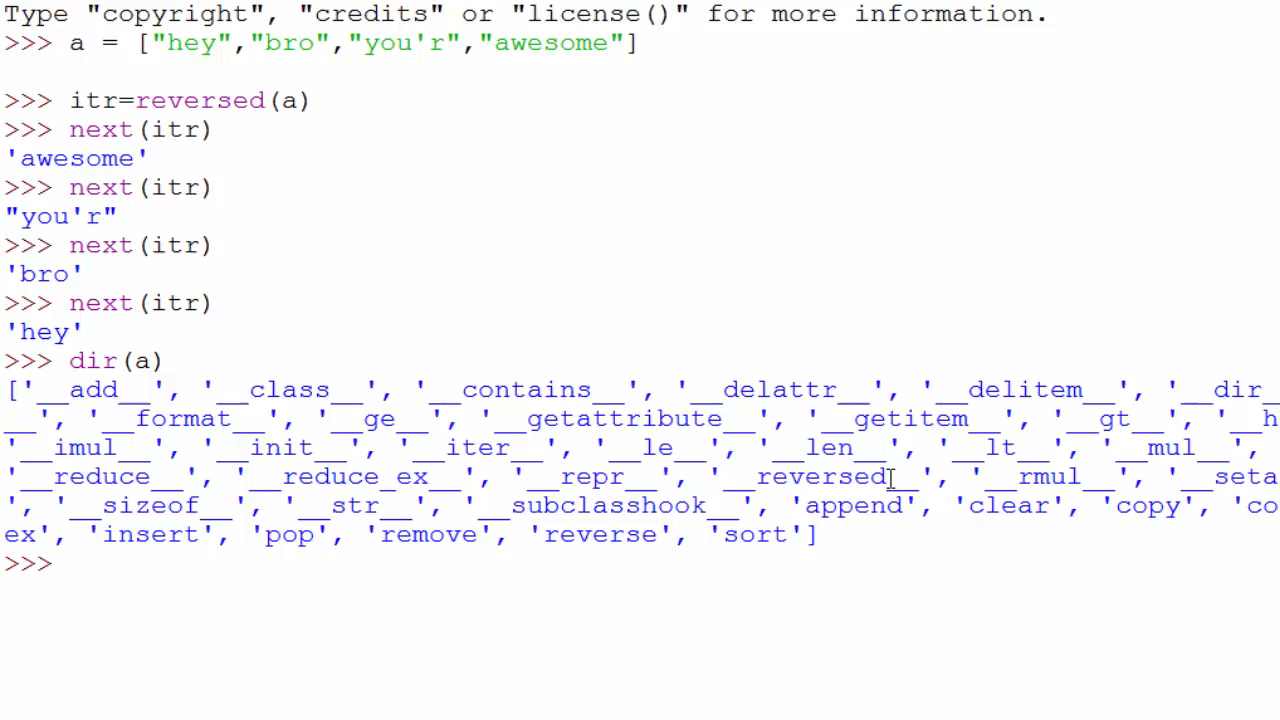 Type "copyright", "credits" or "license()" for more information.
>>> a = ["hey","bro","you'r","awesome"]
>>> itr=reversed(a)
>>> next(itr)
'awesome'
>>> next(itr)
"you'r"
>>> next(itr)
'bro'
>>> next(itr)
'hey'
>>> dir(a)
['__add__', '__class__', '__contains__', '__delattr__', '__delitem__', '__dir
__', '__format__', '__ge__', '__getattribute__', '__getitem__', '__gt__', '__h
'__imul__', '__init__', '__iter__', '__le__', '__len__', '__lt__', '__mul__',
'__reduce__', '__reduce_ex__', '__repr__', '__reversed__', '__rmul__', '__seta
', '__sizeof__', '__str__', '__subclasshook__', 'append', 'clear', 'copy', 'co
ex', 'insert', 'pop', 'remove', 'reverse', 'sort']
>>>